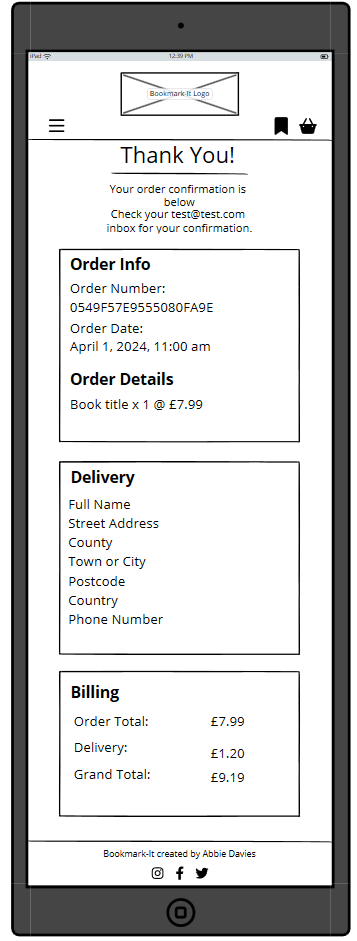 iPad
12:39 PM
Bookmark-It Logo
Thank You!
Your order confirmation is
below
Check your test@test.com
inbox for your confirmation.
Order Info
Order Number:
0549F57E9555080FA9E
Order Date:
April 1, 2024, 11:00 am
Order Details
Book title x 1 @ £7.99
Delivery
Full Name
Street Address
County
Town or City
Postcode
Country
Phone Number
Billing
Order Total: £7.99
Delivery: £1.20
Grand Total: £9.19
Bookmark-It created by Abbie Davies